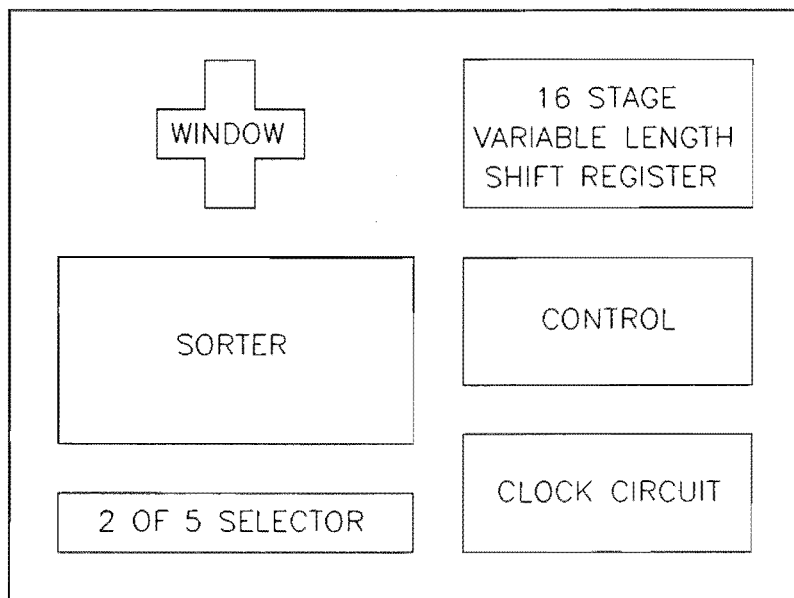 WINDOW
16 STAGE
VARIABLE LENGTH
SHIFT REGISTER
SORTER
CONTROL
2 OF 5 SELECTOR
CLOCK CIRCUIT